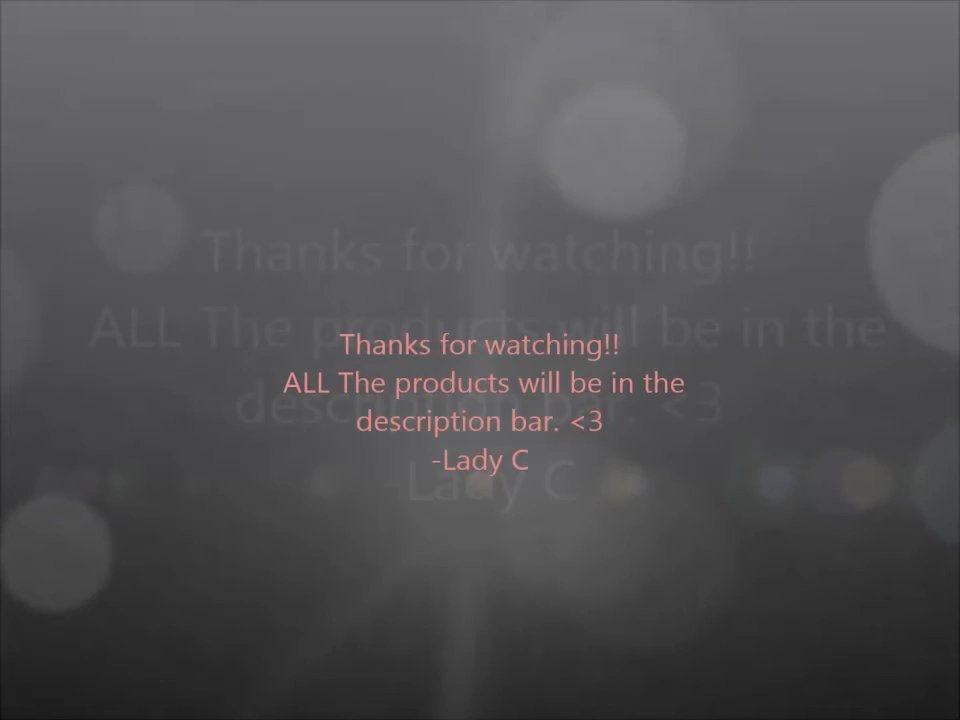 Thanks for watching!!
ALL The products will be in the
description bar. <3
-Lady C